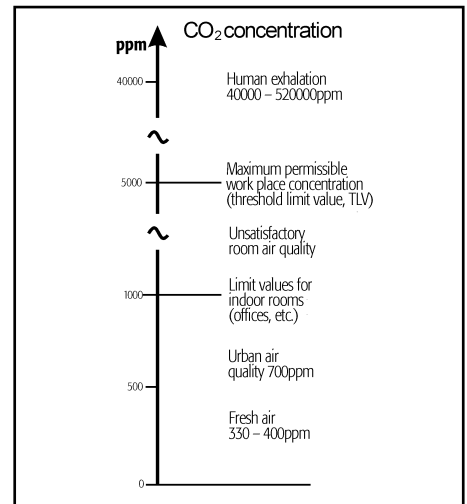 CO2 concentration
ppm
40000
Human exhalation
40000 – 520000ppm
5000
Maximum permissible
work place concentration
(threshold limit value, TLV)
Unsatisfactory
room air quality
1000
Limit values for
indoor rooms
(offices, etc.)
Urban air
quality 700ppm
500
Fresh air
330 – 400ppm
0